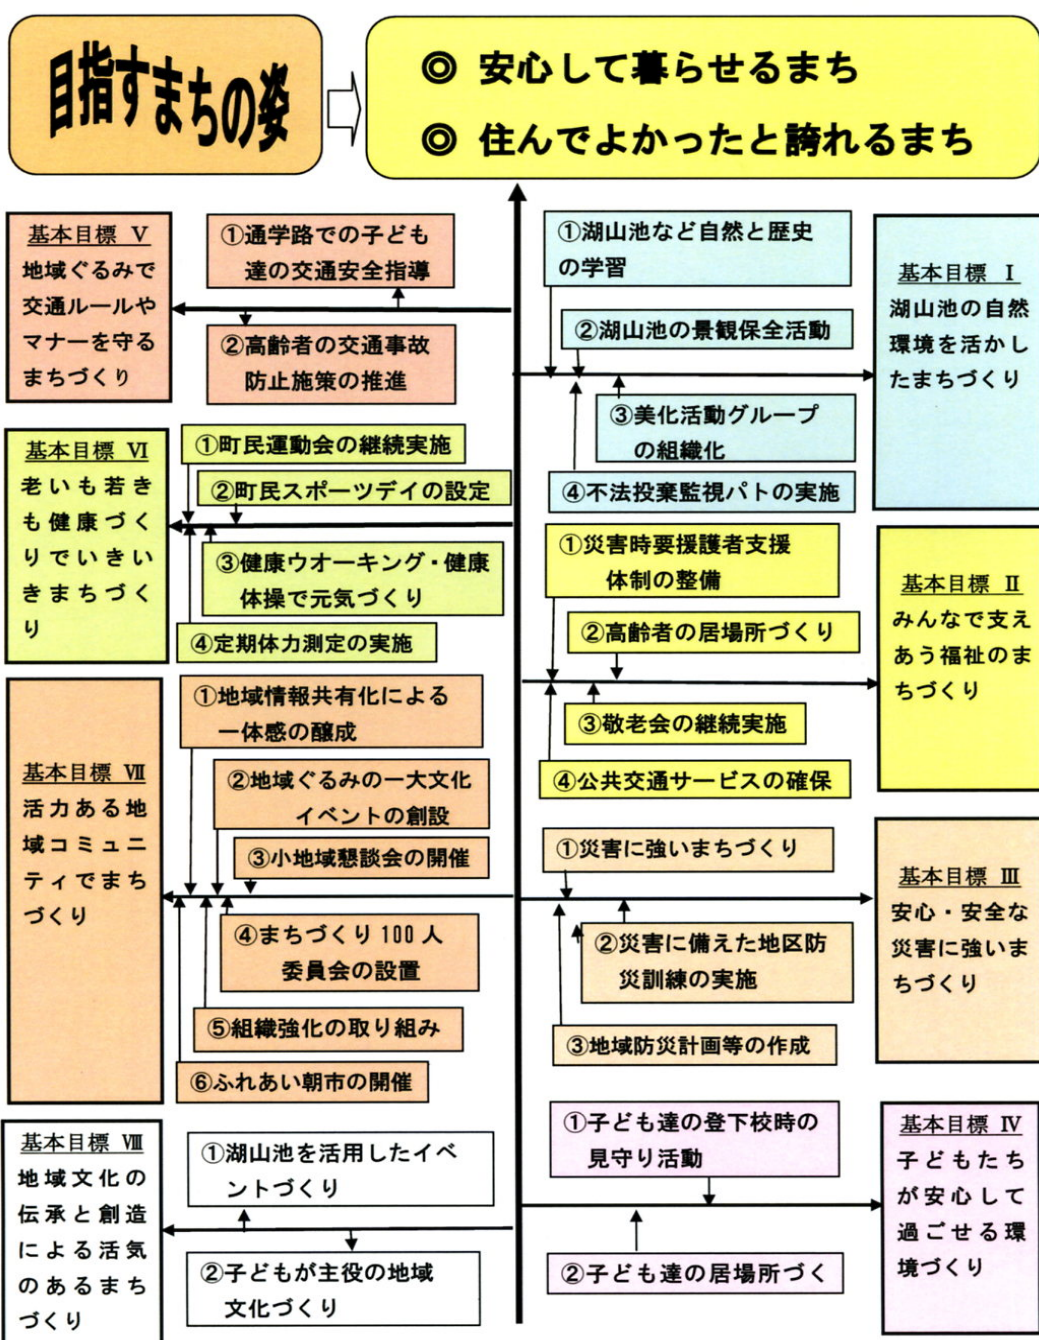 目指すまちの姿
◎ 安心して暮らせるまち
◎ 住んでよかったと誇れるまち
基本目標 Ⅴ
地域ぐるみで
交通ルールや
マナーを守る
まちづくり
①通学路での子ども
達の交通安全指導
②高齢者の交通事故
防止施策の推進
①湖山池など自然と歴史
の学習
②湖山池の景観保全活動
③美化活動グループ
の組織化
④不法投棄監視パトの実施
基本目標 Ⅰ
湖山池の自然
環境を活かし
たまちづくり
基本目標 Ⅵ
老いも若き
も健康づく
りでいきい
きまちづく
り
①町民運動会の継続実施
②町民スポーツデイの設定
③健康ウオーキング・健康
体操で元気づくり
④定期体力測定の実施
①災害時要援護者支援
体制の整備
②高齢者の居場所づくり
③敬老会の継続実施
④公共交通サービスの確保
基本目標 Ⅱ
みんなで支え
あう福祉のま
ちづくり
基本目標 Ⅶ
活力ある地
域コミュニ
ティでまち
づくり
①地域情報共有化による
一体感の醸成
②地域ぐるみの一大文化
イベントの創設
③小地域懇談会の開催
④まちづくり 100 人
委員会の設置
⑤組織強化の取り組み
⑥ふれあい朝市の開催
①災害に強いまちづくり
②災害に備えた地区防
災訓練の実施
③地域防災計画等の作成
基本目標 Ⅲ
安心・安全な
災害に強いま
ちづくり
基本目標 Ⅷ
地域文化の
伝承と創造
による活気
のあるまち
づくり
①湖山池を活用したイベ
ントづくり
②子どもが主役の地域
文化づくり
①子ども達の登下校時の
見守り活動
②子ども達の居場所づく
基本目標 Ⅳ
子どもたち
が安心して
過ごせる環
境づくり